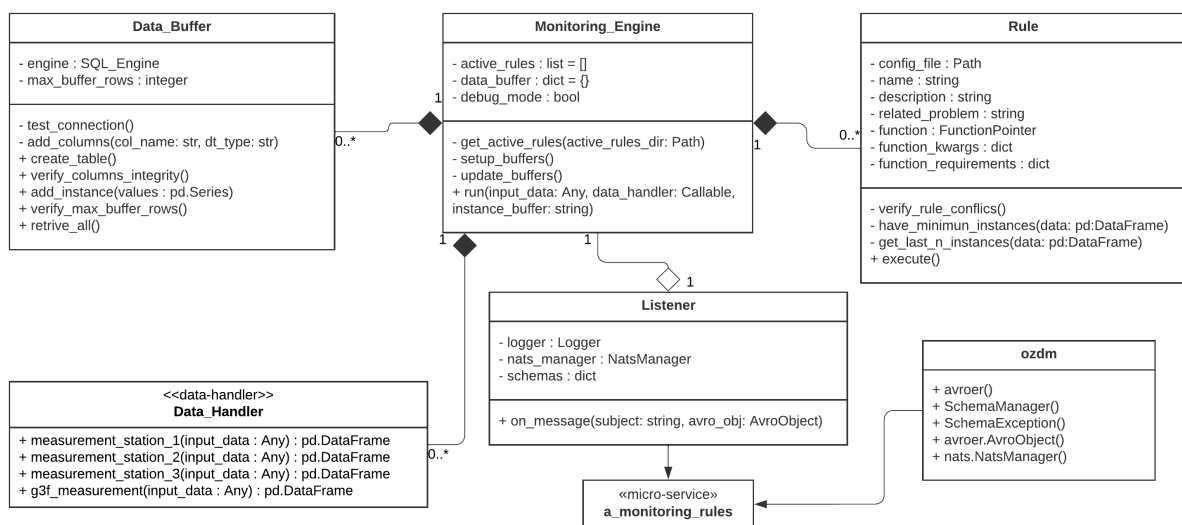 Data_Buffer
- engine : SQL_Engine
- max_buffer_rows : integer
- test_connection()
- add_columns(col_name: str, dt_type: str)
+ create_table()
+ verify_columns_integrity()
+ add_instance(values : pd.Series)
+ verify_max_buffer_rows()
+ retrive_all()
0..*
1
Monitoring_Engine
- active_rules : list = []
- data_buffer : dict = {}
- debug_mode : bool
- get_active_rules(active_rules_dir: Path)
- setup_buffers()
- update_buffers()
+ run(input_data: Any, data_handler: Callable,
instance_buffer: string)
1
0..*
Rule
- config_file : Path
- name : string
- description : string
- related_problem : string
- function : FunctionPointer
- function_kwargs : dict
- function_requirements : dict
- verify_rule_conflics()
- have_minimun_instances(data: pd:DataFrame)
- get_last_n_instances(data: pd:DataFrame)
+ execute()
1
1
1
Listener
- logger : Logger
- nats_manager : NatsManager
- schemas : dict
+ on_message(subject: string, avro_obj: AvroObject)
<<data-handler>>
Data_Handler
+ measurement_station_1(input_data : Any) : pd.DataFrame
+ measurement_station_2(input_data : Any) : pd.DataFrame
+ measurement_station_3(input_data : Any) : pd.DataFrame
+ g3f_measurement(input_data : Any) : pd.DataFrame
0..*
ozdm
+ avroer()
+ SchemaManager()
+ SchemaException()
+ avroer.AvroObject()
+ nats.NatsManager()
«micro-service»
a_monitoring_rules